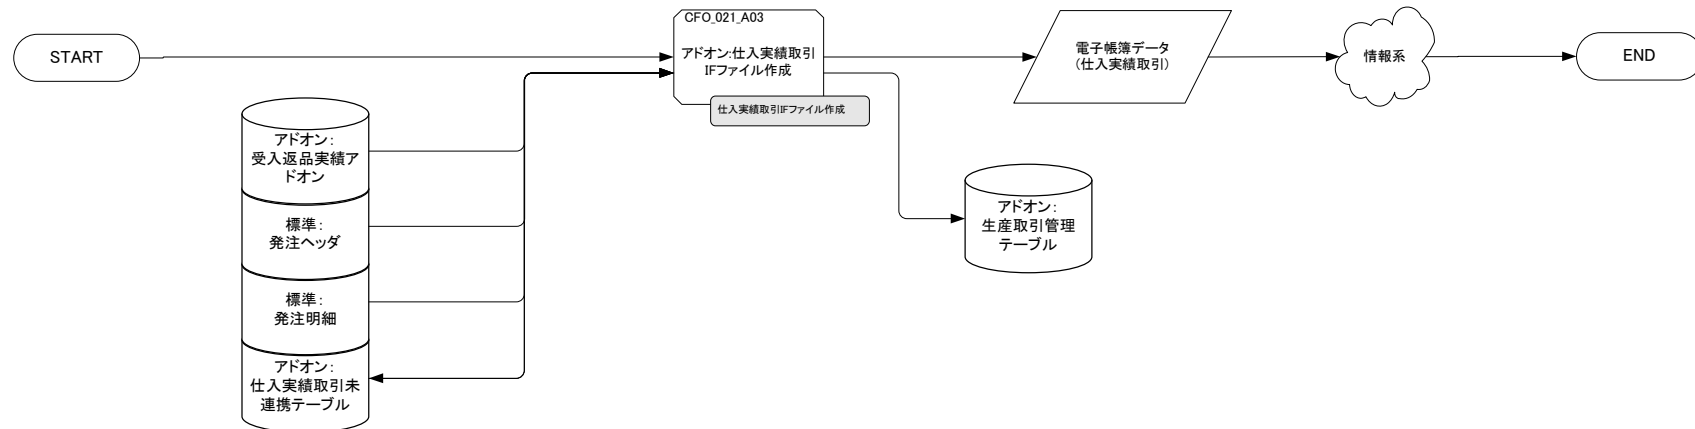 START
CFO_021_A03
アドオン:仕入実績取引
IFファイル作成
仕入実績取引IFファイル作成
電子帳簿データ
(仕入実績取引)
情報系
END
アドオン:
受入返品実績ア
ドオン
標準:
発注ヘッダ
標準:
発注明細
アドオン:
仕入実績取引未
連携テーブル
アドオン:
生産取引管理
テーブル